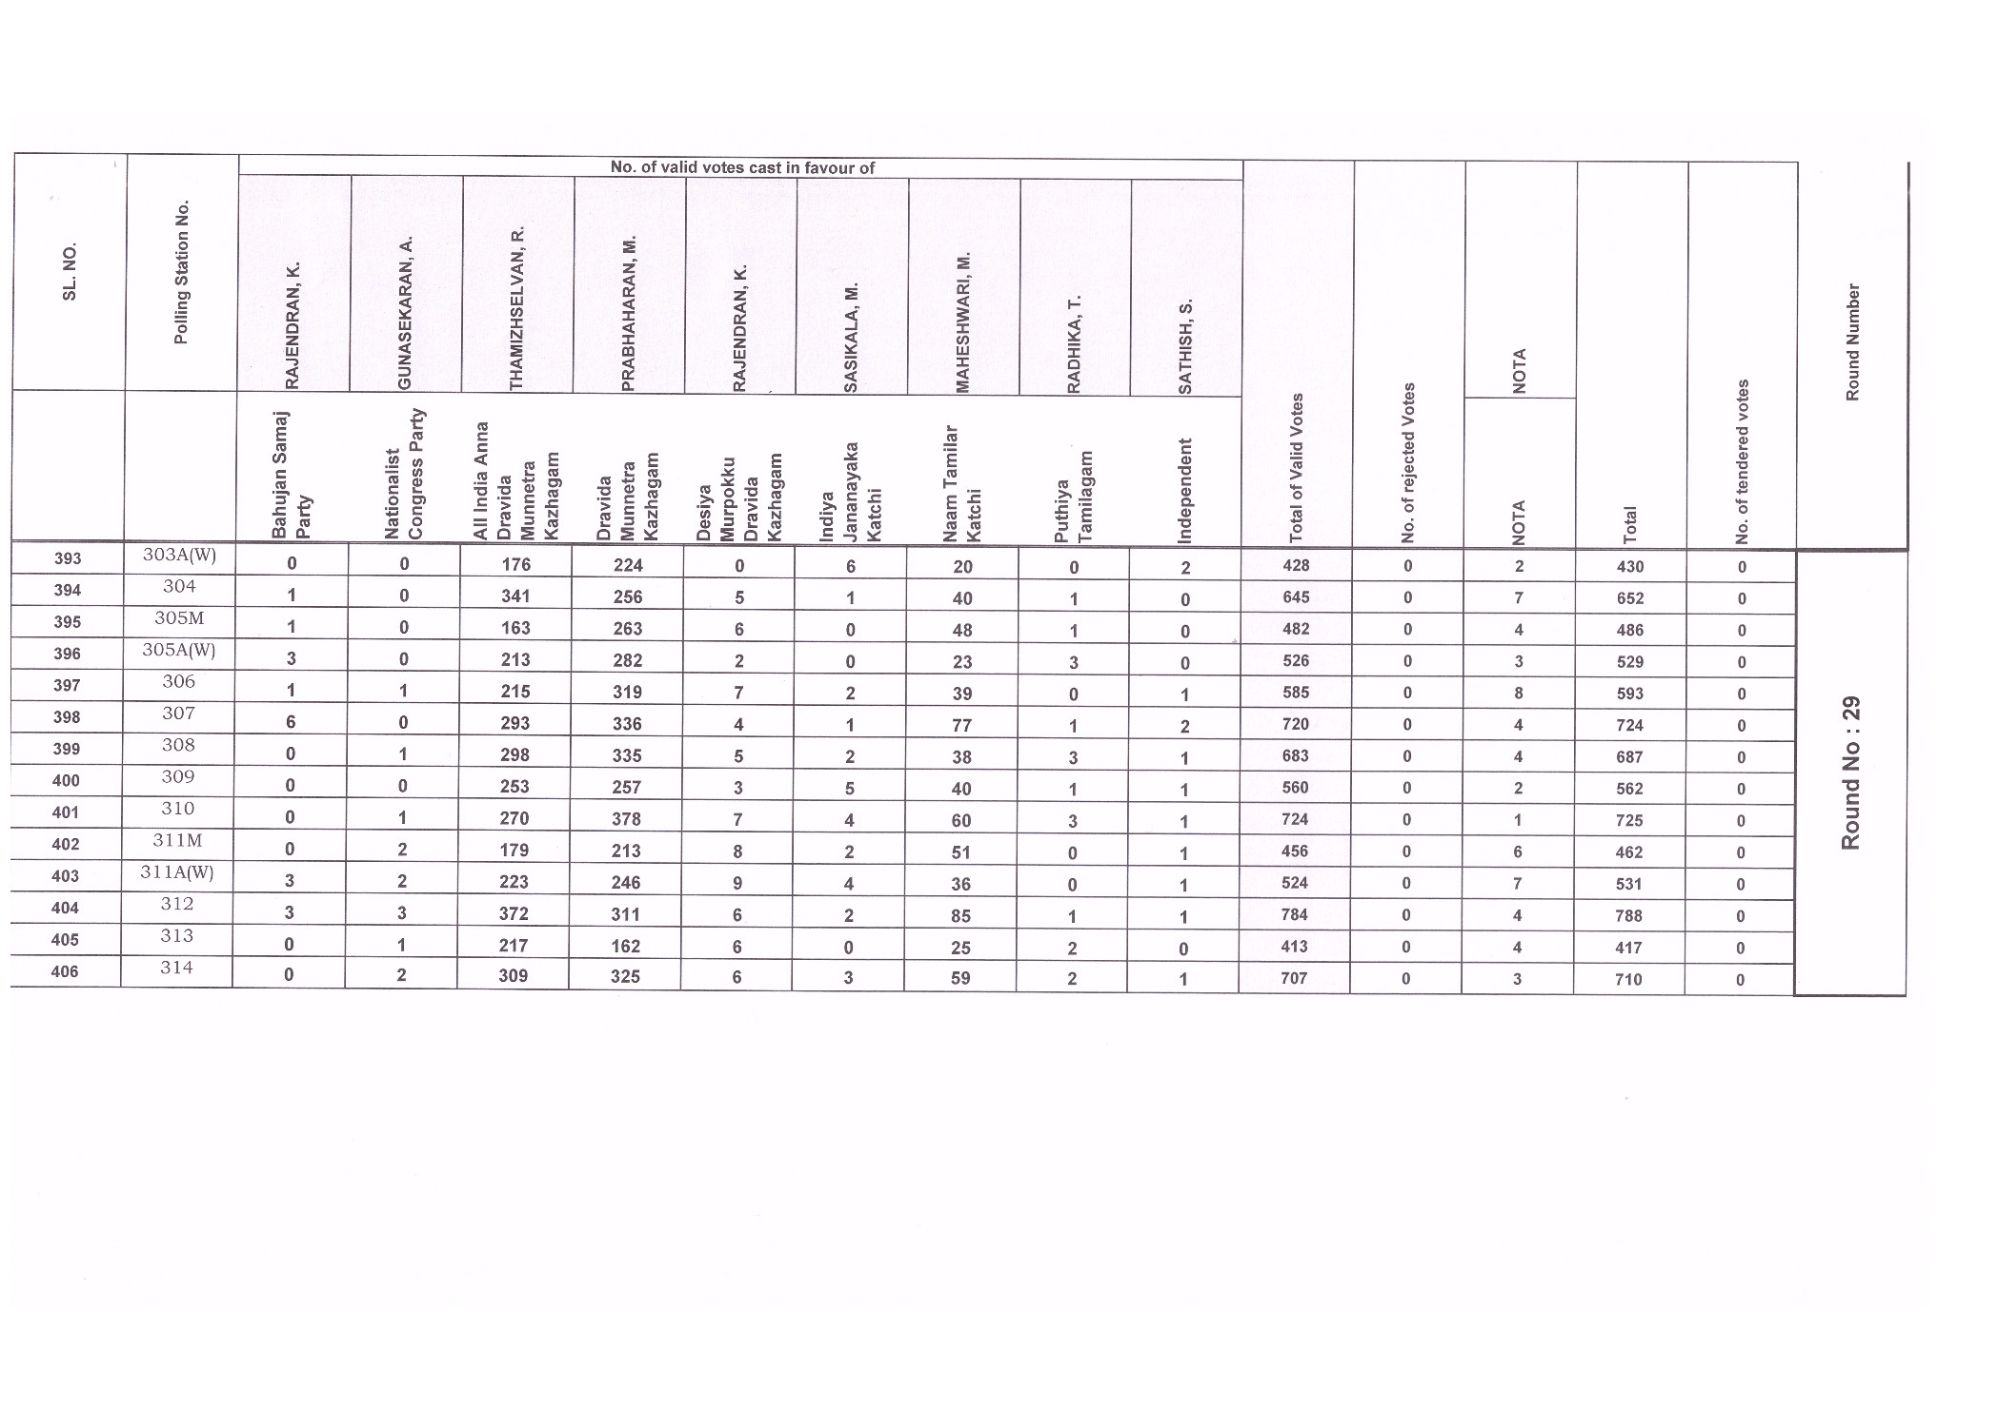 No. of valid votes cast in favour of
SL. NO.
Polling Station No.
RAJENDRAN, K.
GUNASEKARAN, A.
THAMIZHSELVAN, R.
PRABHAHARAN, M.
RAJENDRAN, K.
SASIKALA, M.
MAHESHWARI, M.
RADHIKA, T.
SATHISH, S.
Total of Valid Votes
No. of rejected Votes
NOTA
Total
No. of tendered votes
Round Number
Bahujan Samaj
Party
Nationalist
Congress Party
All India Anna
Dravida
Munnetra
Kazhagam
Dravida
Munnetra
Kazhagam
Desiya
Murpokku
Dravida
Kazhagam
Indiya
Jananayaka
Katchi
Naam Tamilar
Katchi
Puthiya
Tamilagam
Independent
NOTA
393 303A(W) 0 0 176 224 0 6 20 0 2 428 0 2 430 0
394 304 1 0 341 256 5 1 40 1 0 645 0 7 652 0
395 305M 1 0 163 263 6 0 48 1 0 482 0 4 486 0
396 305A(W) 3 0 213 282 2 0 23 3 0 526 0 3 529 0
397 306 1 1 215 319 7 2 39 0 1 585 0 8 593 0
398 307 6 0 293 336 4 1 77 1 2 720 0 4 724 0
399 308 0 1 298 335 5 2 38 3 1 683 0 4 687 0
400 309 0 0 253 257 3 5 40 1 1 560 0 2 562 0
401 310 0 1 270 378 7 4 60 3 1 724 0 1 725 0
402 311M 0 2 179 213 8 2 51 0 1 456 0 6 462 0
403 311A(W) 3 2 223 246 9 4 36 0 1 524 0 7 531 0
404 312 3 3 372 311 6 2 85 1 1 784 0 4 788 0
405 313 0 1 217 162 6 0 25 2 0 413 0 4 417 0
406 314 0 2 309 325 6 3 59 2 1 707 0 3 710 0
Round No : 29